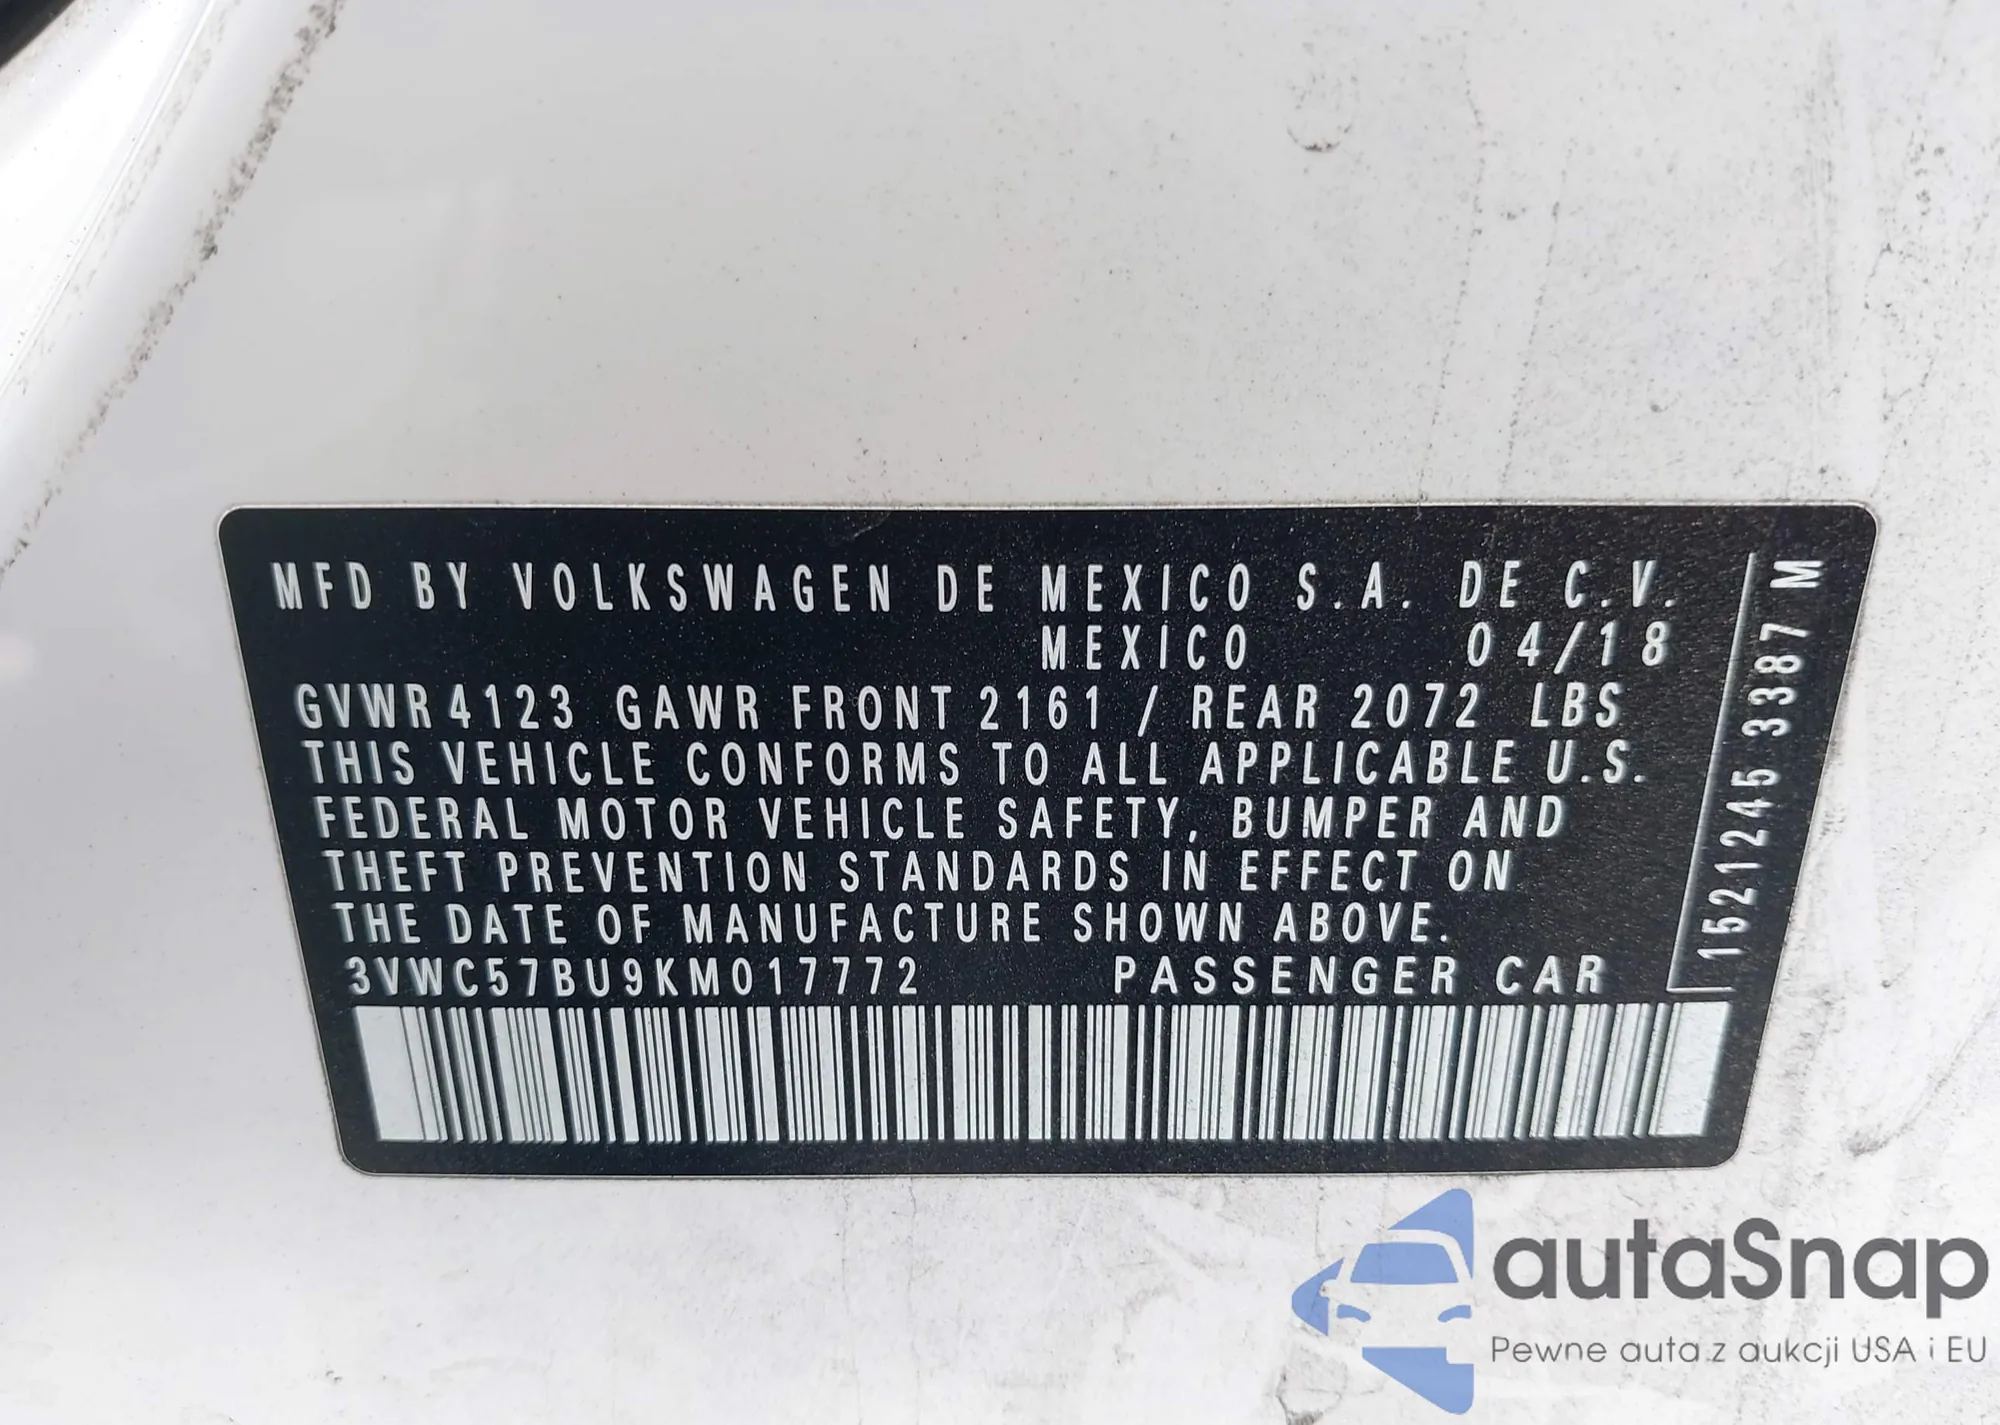 MFD BY VOLKSWAGEN DE MEXICO S.A. DE C.V.
MEXICO 04/18
GVWR 4123 GAWR FRONT 2161 / REAR 2072 LBS
THIS VEHICLE CONFORMS TO ALL APPLICABLE U.S.
FEDERAL MOTOR VEHICLE SAFETY, BUMPER AND
THEFT PREVENTION STANDARDS IN EFFECT ON
THE DATE OF MANUFACTURE SHOWN ABOVE.
3VWC57BU9KM017772 PASSENGER CAR
1521245 3387 M
autaSnap
Pewne auta z aukcji USA i EU